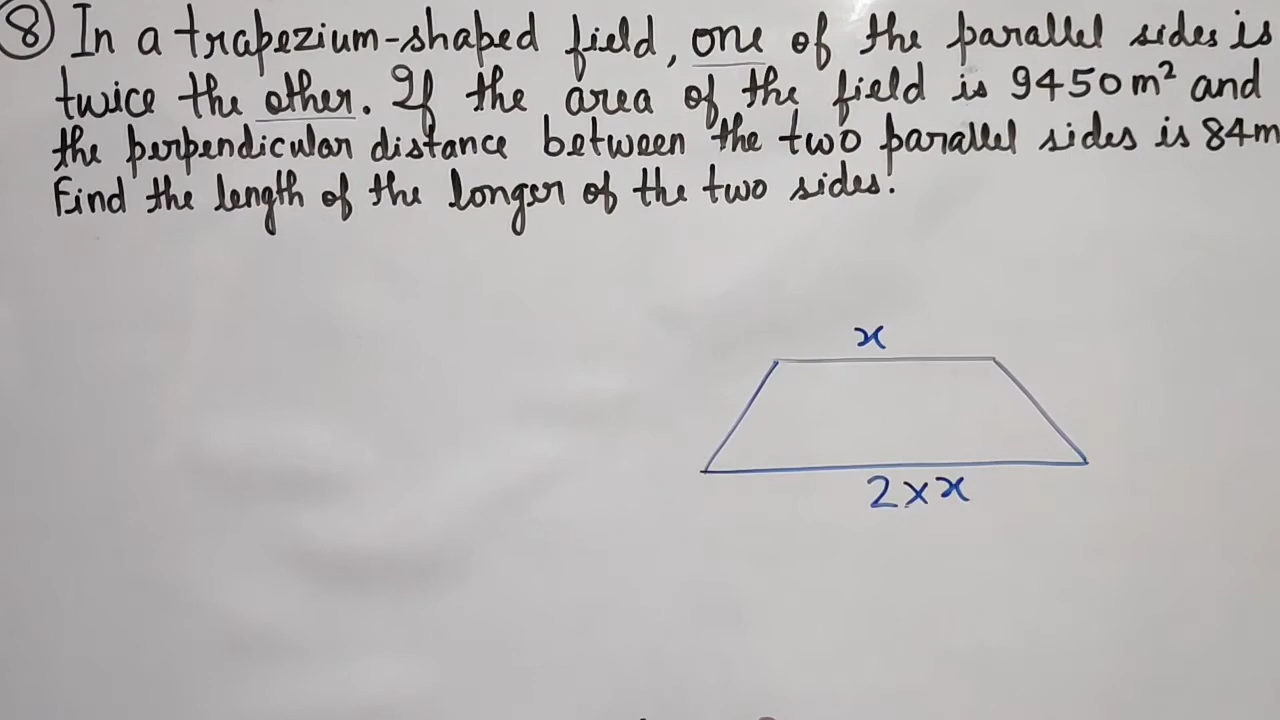 8 In a trapezium-shaped field, one of the parallel sides is
twice the other. If the area of the field is 9450 m² and
the perpendicular distance between the two parallel sides is 84m
Find the length of the longer of the two sides.
x
2 × x